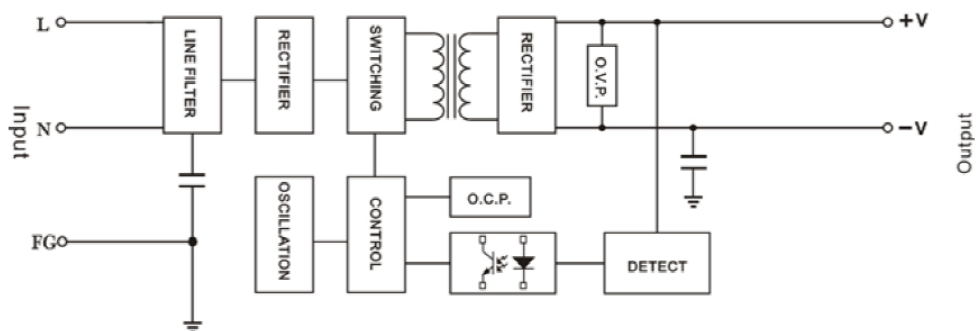 L
N
FG
Input
LINE FILTER
RECTIFIER
SWITCHING
RECTIFIER
O.V.P.
+V
-V
Output
OSCILLATION
CONTROL
O.C.P.
DETECT